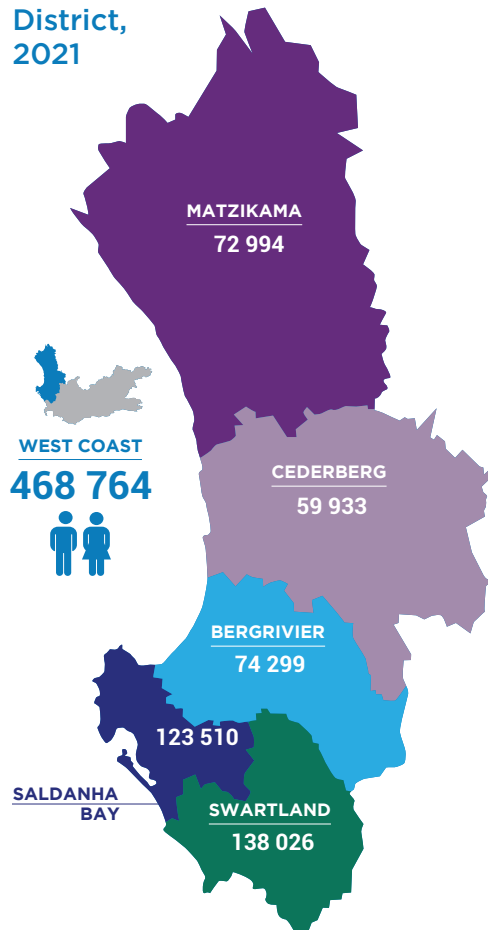 District,
2021
MATZIKAMA
72 994
WEST COAST
468 764
CEDERBERG
59 933
BERGRIVIER
74 299
123 510
SALDANHA
BAY
SWARTLAND
138 026